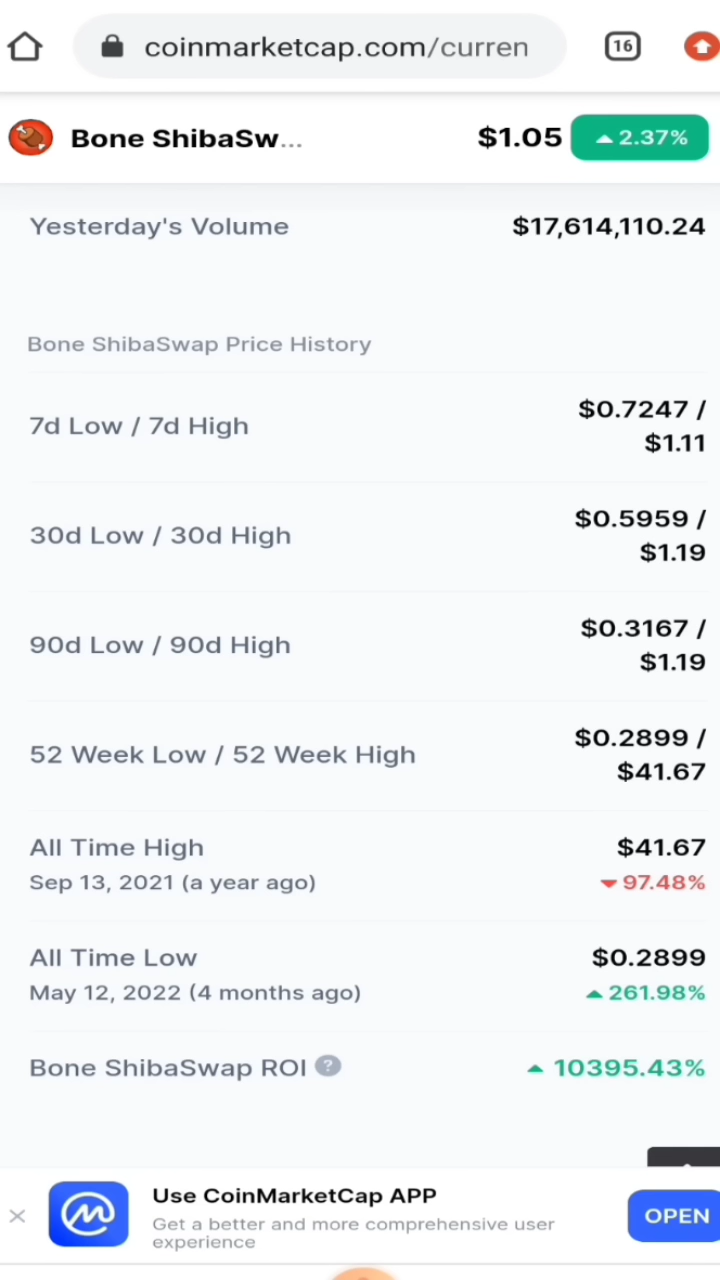 coinmarketcap.com/curren
16
Bone ShibaSw...
$1.05
2.37%
Yesterday's Volume
$17,614,110.24
Bone ShibaSwap Price History
7d Low / 7d High
$0.7247 /
$1.11
30d Low / 30d High
$0.5959 /
$1.19
90d Low / 90d High
$0.3167 /
$1.19
52 Week Low / 52 Week High
$0.2899 /
$41.67
All Time High
$41.67
Sep 13, 2021 (a year ago)
97.48%
All Time Low
$0.2899
May 12, 2022 (4 months ago)
261.98%
Bone ShibaSwap ROI ?
10395.43%
Use CoinMarketCap APP
Get a better and more comprehensive user
experience
OPEN